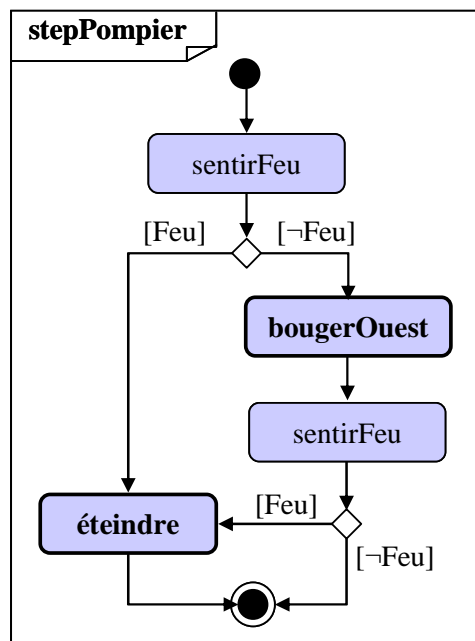 stepPompier
sentirFeu
[Feu] [¬Feu]
bougerOuest
sentirFeu
[Feu]
éteindre
[¬Feu]